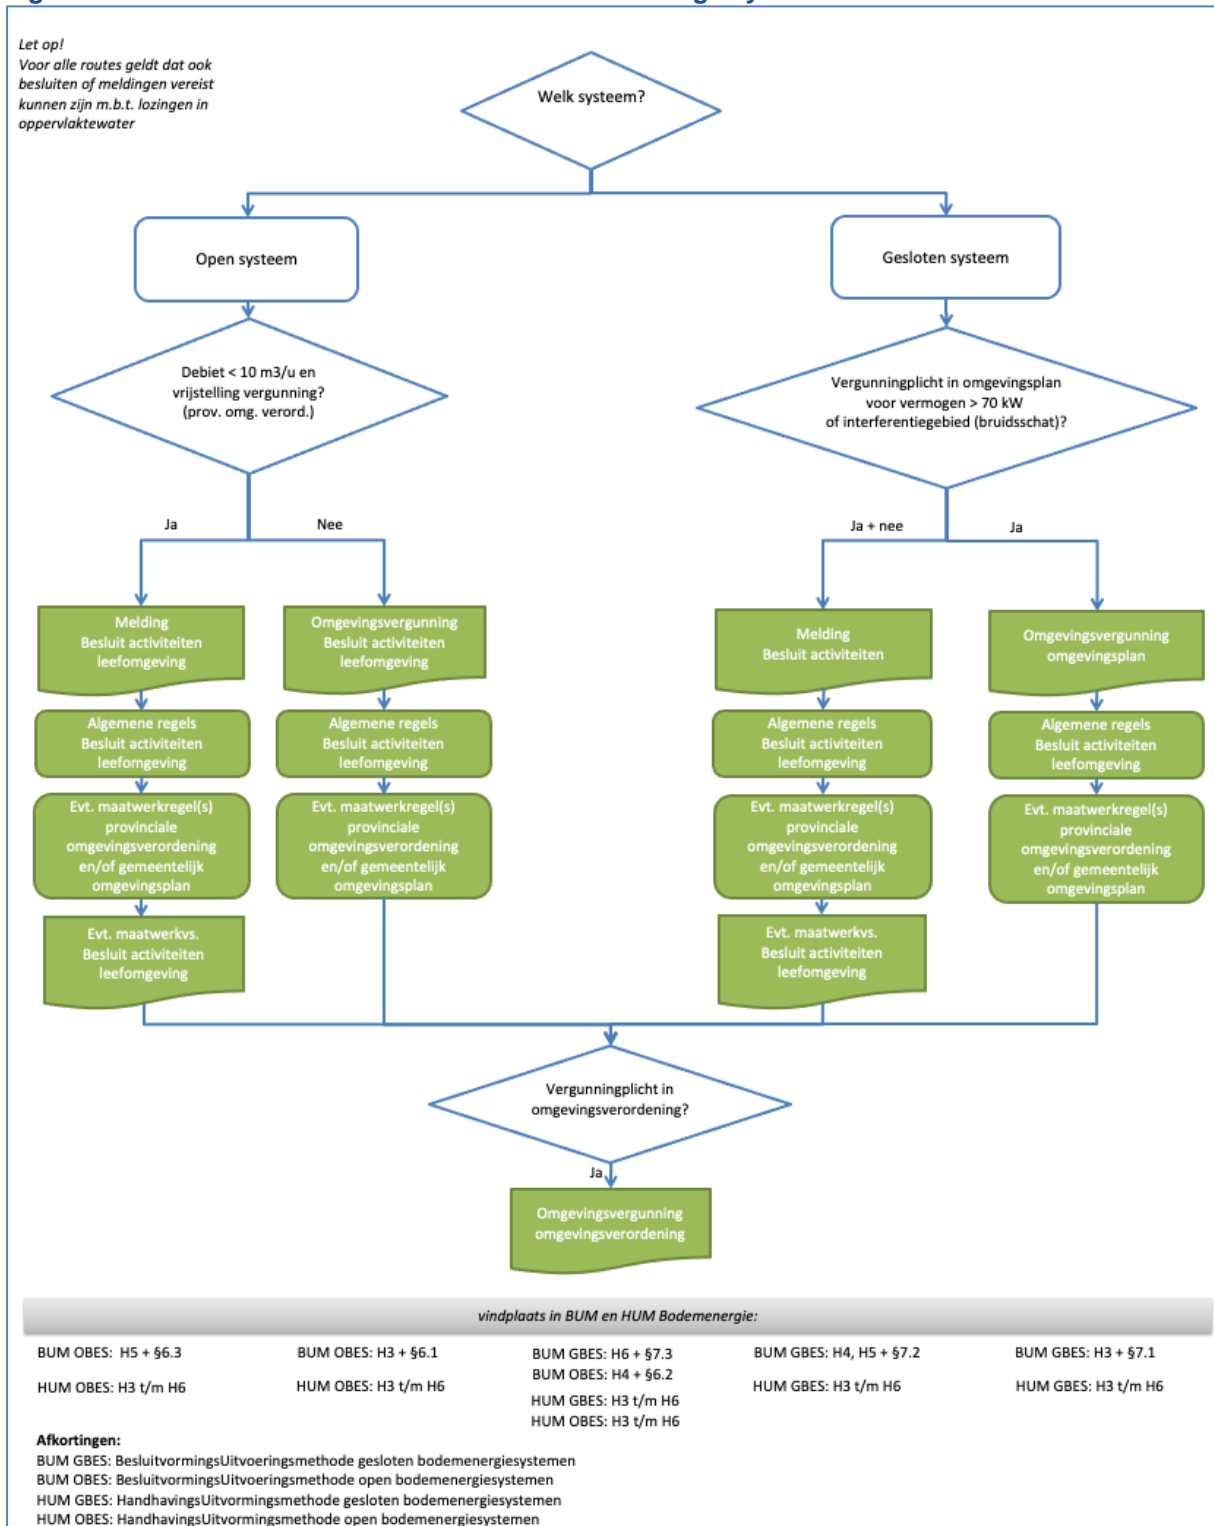 Let op!
Voor alle routes geldt dat ook
besluiten of meldingen vereist
kunnen zijn m.b.t. lozingen in
oppervlaktewater
Welk systeem?
Open systeem
Gesloten systeem
Debiet < 10 m3/u en
vrijstelling vergunning?
(prov. omg. verord.)
Vergunningplicht in omgevingsplan
voor vermogen > 70 kW
of interferentiegebied (bruidsschat)?
Ja
Nee
Ja + nee
Ja
Melding
Besluit activiteiten
leefomgeving
Omgevingsvergunning
Besluit activiteiten
leefomgeving
Melding
Besluit activiteiten
Omgevingsvergunning
omgevingsplan
Algemene regels
Besluit activiteiten
leefomgeving
Algemene regels
Besluit activiteiten
leefomgeving
Algemene regels
Besluit activiteiten
leefomgeving
Algemene regels
Besluit activiteiten
leefomgeving
Evt. maatwerkregel(s)
provinciale
omgevingsverordening
en/of gemeentelijk
omgevingsplan
Evt. maatwerkregel(s)
provinciale
omgevingsverordening
en/of gemeentelijk
omgevingsplan
Evt. maatwerkregel(s)
provinciale
omgevingsverordening
en/of gemeentelijk
omgevingsplan
Evt. maatwerkregel(s)
provinciale
omgevingsverordening
en/of gemeentelijk
omgevingsplan
Evt. maatwerkvs.
Besluit activiteiten
leefomgeving
Evt. maatwerkvs.
Besluit activiteiten
leefomgeving
Vergunningplicht in
omgevingsverordening?
Ja
Omgevingsvergunning
omgevingsverordening
vindplaats in BUM en HUM Bodemenergie:
BUM OBES: H5 + §6.3
HUM OBES: H3 t/m H6
BUM OBES: H3 + §6.1
HUM OBES: H3 t/m H6
BUM GBES: H6 + §7.3
BUM OBES: H4 + §6.2
HUM GBES: H3 t/m H6
HUM OBES: H3 t/m H6
BUM GBES: H4, H5 + §7.2
HUM GBES: H3 t/m H6
BUM GBES: H3 + §7.1
HUM GBES: H3 t/m H6
Afkortingen:
BUM GBES: BesluitvormingsUitvoeringsmethode gesloten bodemenergiesystemen
BUM OBES: BesluitvormingsUitvoeringsmethode open bodemenergiesystemen
HUM GBES: HandhavingsUitvormingsmethode gesloten bodemenergiesystemen
HUM OBES: HandhavingsUitvormingsmethode open bodemenergiesystemen